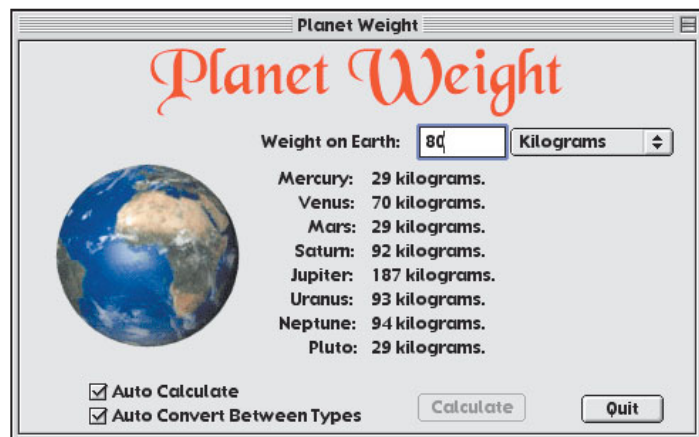 Planet Weight
Planet Weight
Weight on Earth: 80 Kilograms
Mercury: 29 kilograms.
Venus: 70 kilograms.
Mars: 29 kilograms.
Saturn: 92 kilograms.
Jupiter: 187 kilograms.
Uranus: 93 kilograms.
Neptune: 94 kilograms.
Pluto: 29 kilograms.
Auto Calculate
Auto Convert Between Types
Calculate
Quit